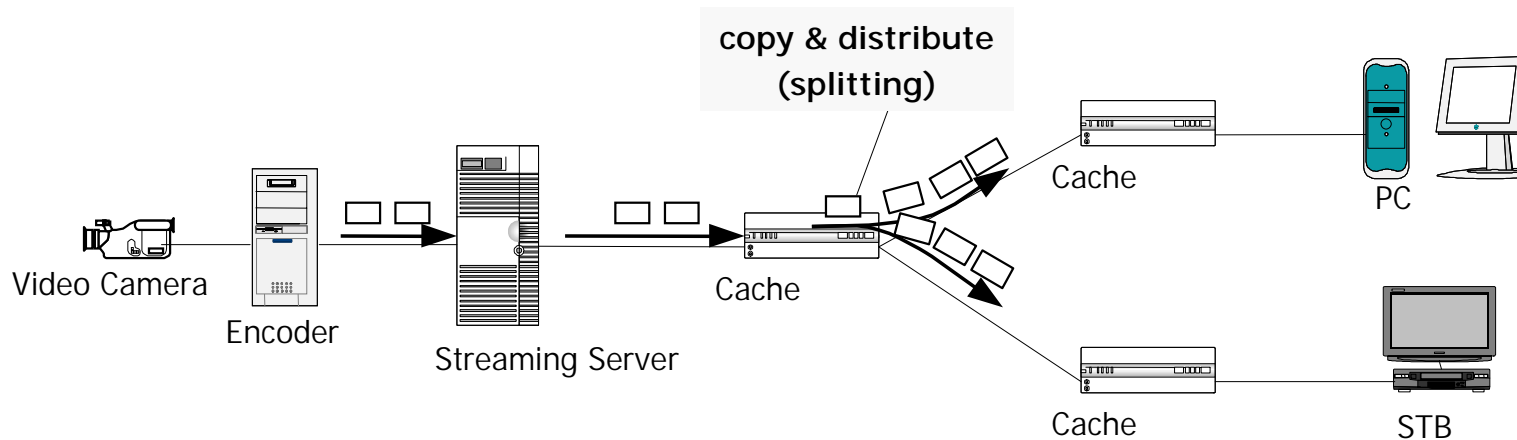 copy & distribute
(splitting)
Cache
PC
Video Camera
Encoder
Streaming Server
Cache
Cache
STB